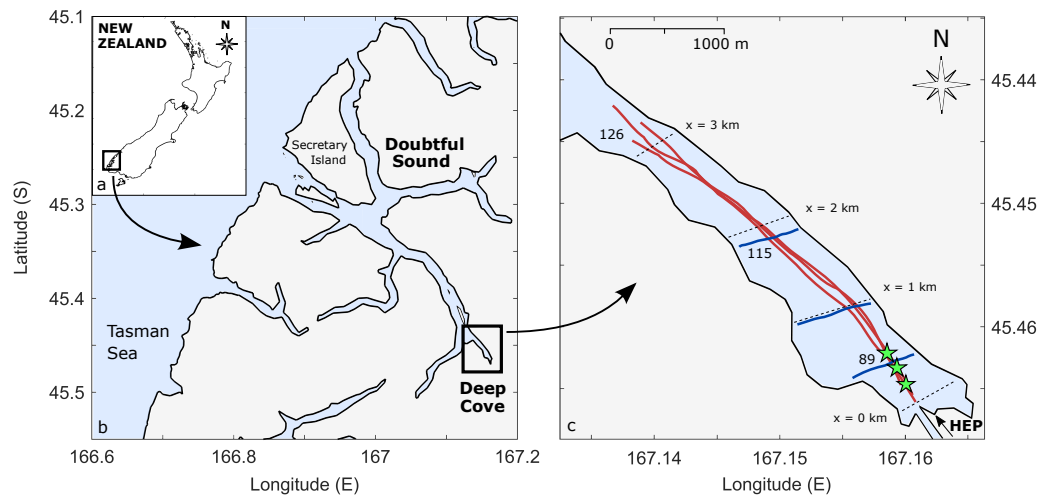 45.1
45.2
45.3
45.4
45.5
Latitude (S)
NEW
ZEALAND
N
a
Secretary
Island
Doubtful
Sound
Tasman
Sea
Deep
Cove
b
166.6
166.8
167
167.2
Longitude (E)
0
1000 m
N
126
x = 3 km
x = 2 km
115
x = 1 km
89
x = 0 km
HEP
c
45.44
45.45
45.46
167.14
167.15
167.16
Longitude (E)